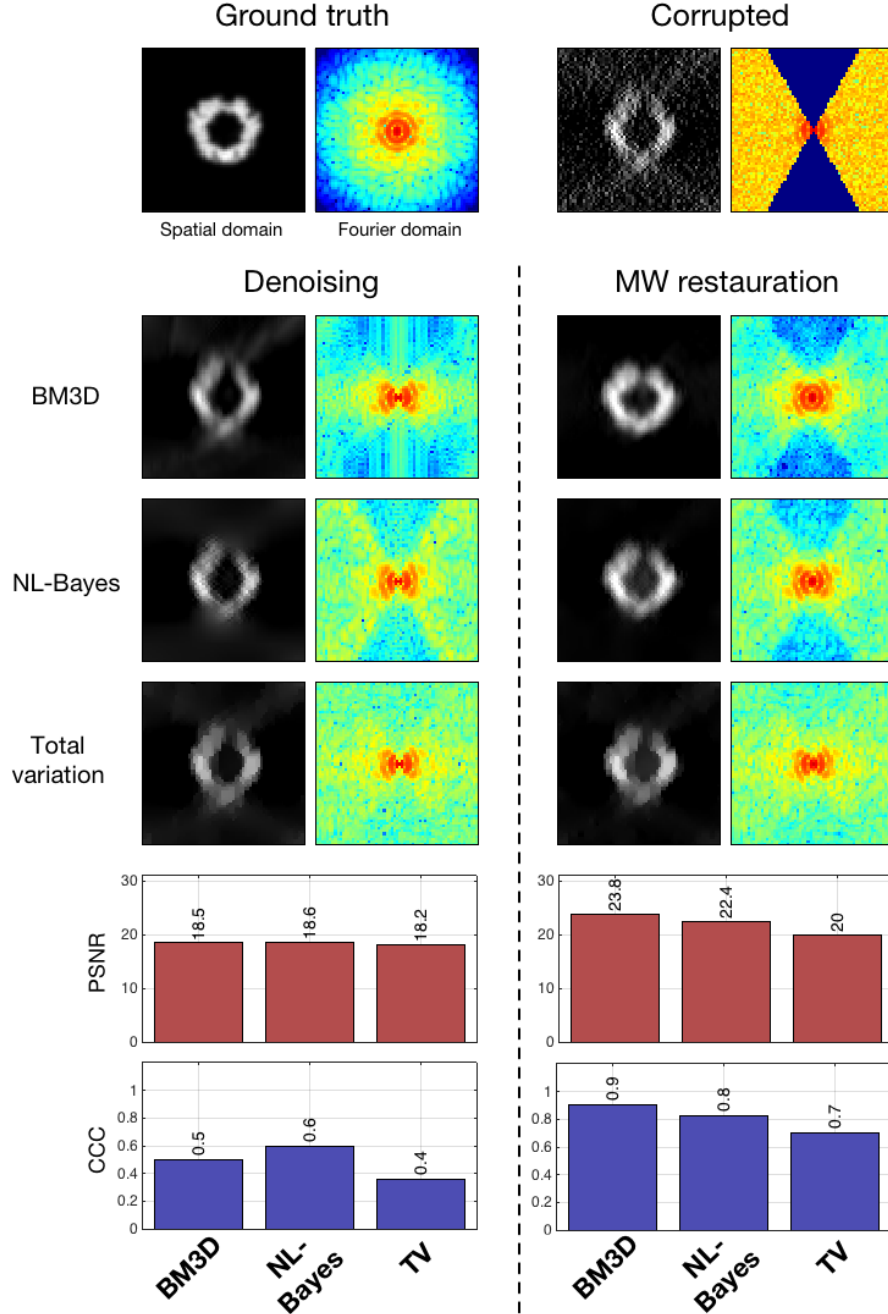 Ground truth
Corrupted
Spatial domain
Fourier domain
Denoising
MW restauration
BM3D
NL-Bayes
Total
variation
PSNR
30
20
10
0
18.5
18.6
18.2
30
20
10
0
23.8
22.4
20
CCC
1
0.8
0.6
0.4
0.2
0
0.5
0.6
0.4
1
0.8
0.6
0.4
0.2
0
0.9
0.8
0.7
BM3D
NL-
Bayes
TV
BM3D
NL-
Bayes
TV